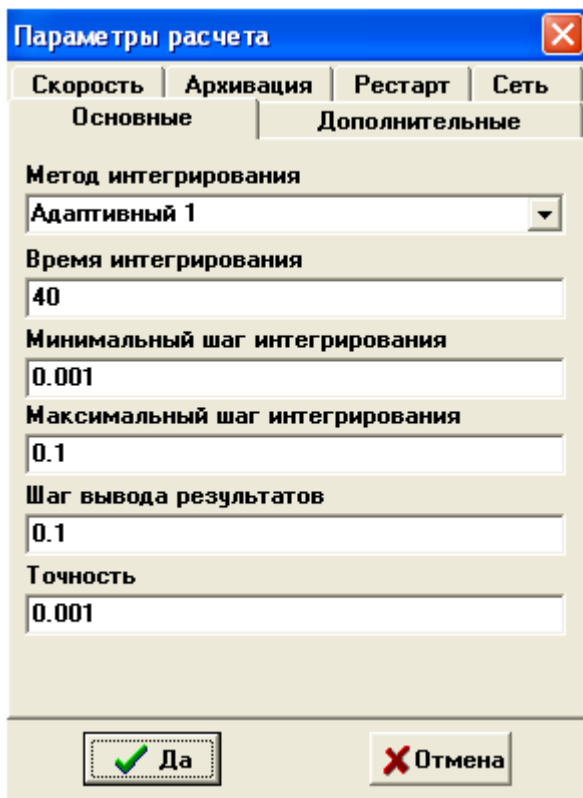 Параметры расчета
Скорость Архивация Рестарт Сеть
Основные Дополнительные
Метод интегрирования
Адаптивный 1
Время интегрирования
40
Минимальный шаг интегрирования
0.001
Максимальный шаг интегрирования
0.1
Шаг вывода результатов
0.1
Точность
0.001
Да Отмена